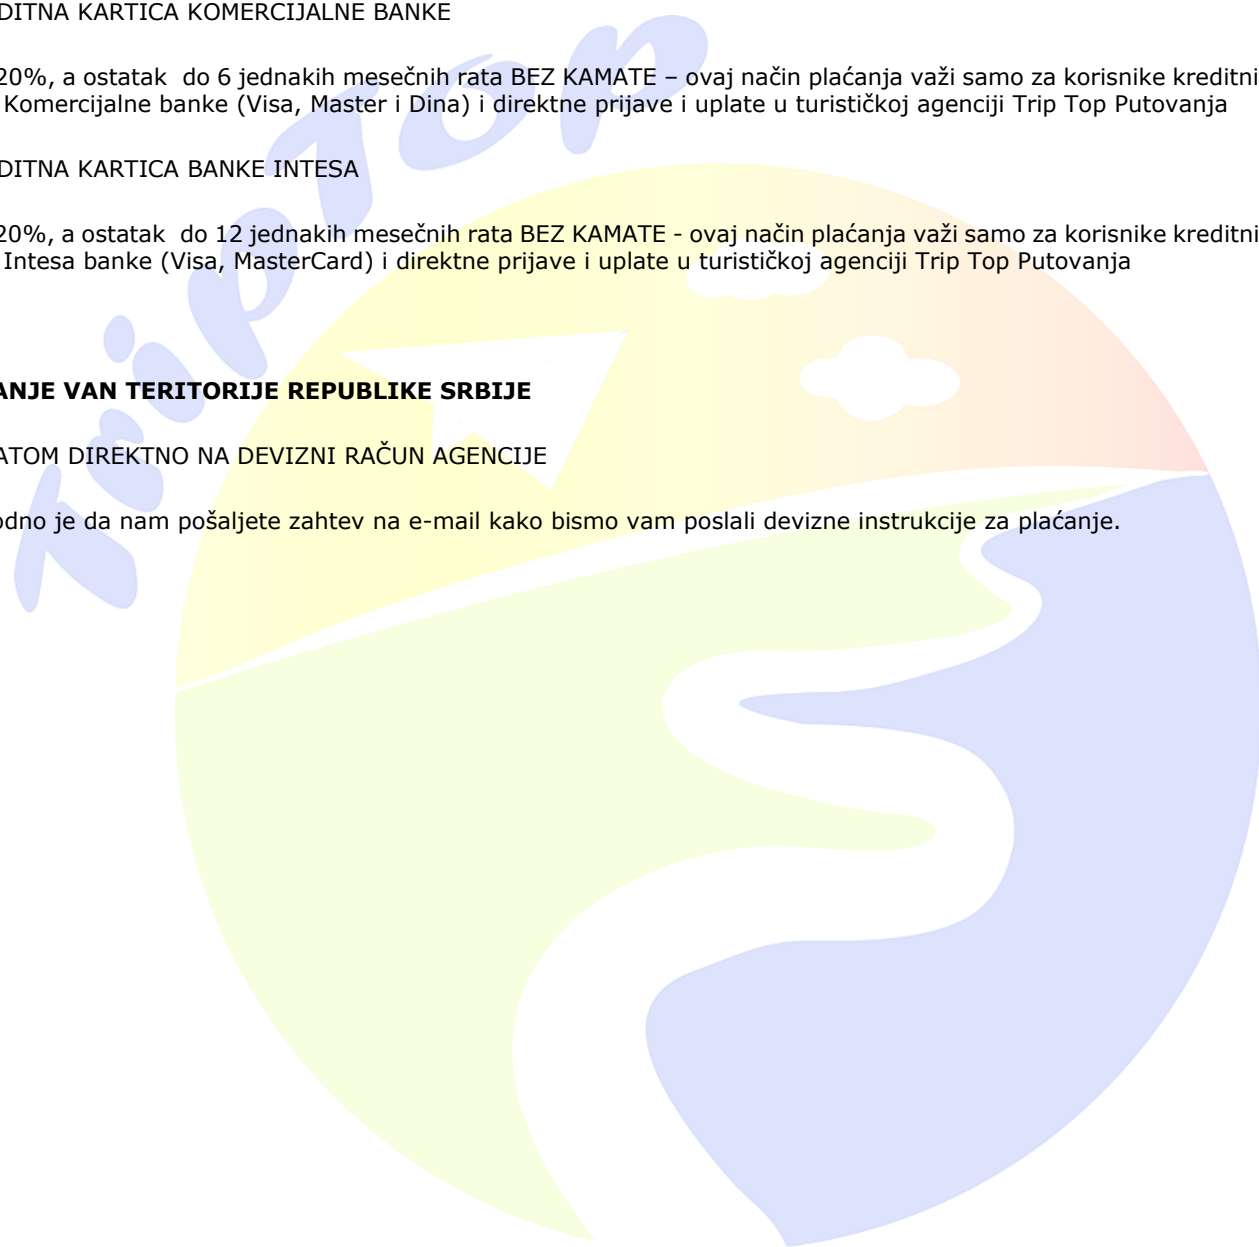 DITNA KARTICA KOMERCIJALNE BANKE
20%, a ostatak  do 6 jednakih mesečnih rata BEZ KAMATE – ovaj način plaćanja važi samo za korisnike kreditni
Komercijalne banke (Visa, Master i Dina) i direktne prijave i uplate u turističkoj agenciji Trip Top Putovanja
DITNA KARTICA BANKE INTESA
20%, a ostatak  do 12 jednakih mesečnih rata BEZ KAMATE - ovaj način plaćanja važi samo za korisnike kreditni
Intesa banke (Visa, MasterCard) i direktne prijave i uplate u turističkoj agenciji Trip Top Putovanja
ANJE VAN TERITORIJE REPUBLIKE SRBIJE
ATOM DIREKTNO NA DEVIZNI RAČUN AGENCIJE
odno je da nam pošaljete zahtev na e-mail kako bismo vam poslali devizne instrukcije za plaćanje.
TripTop